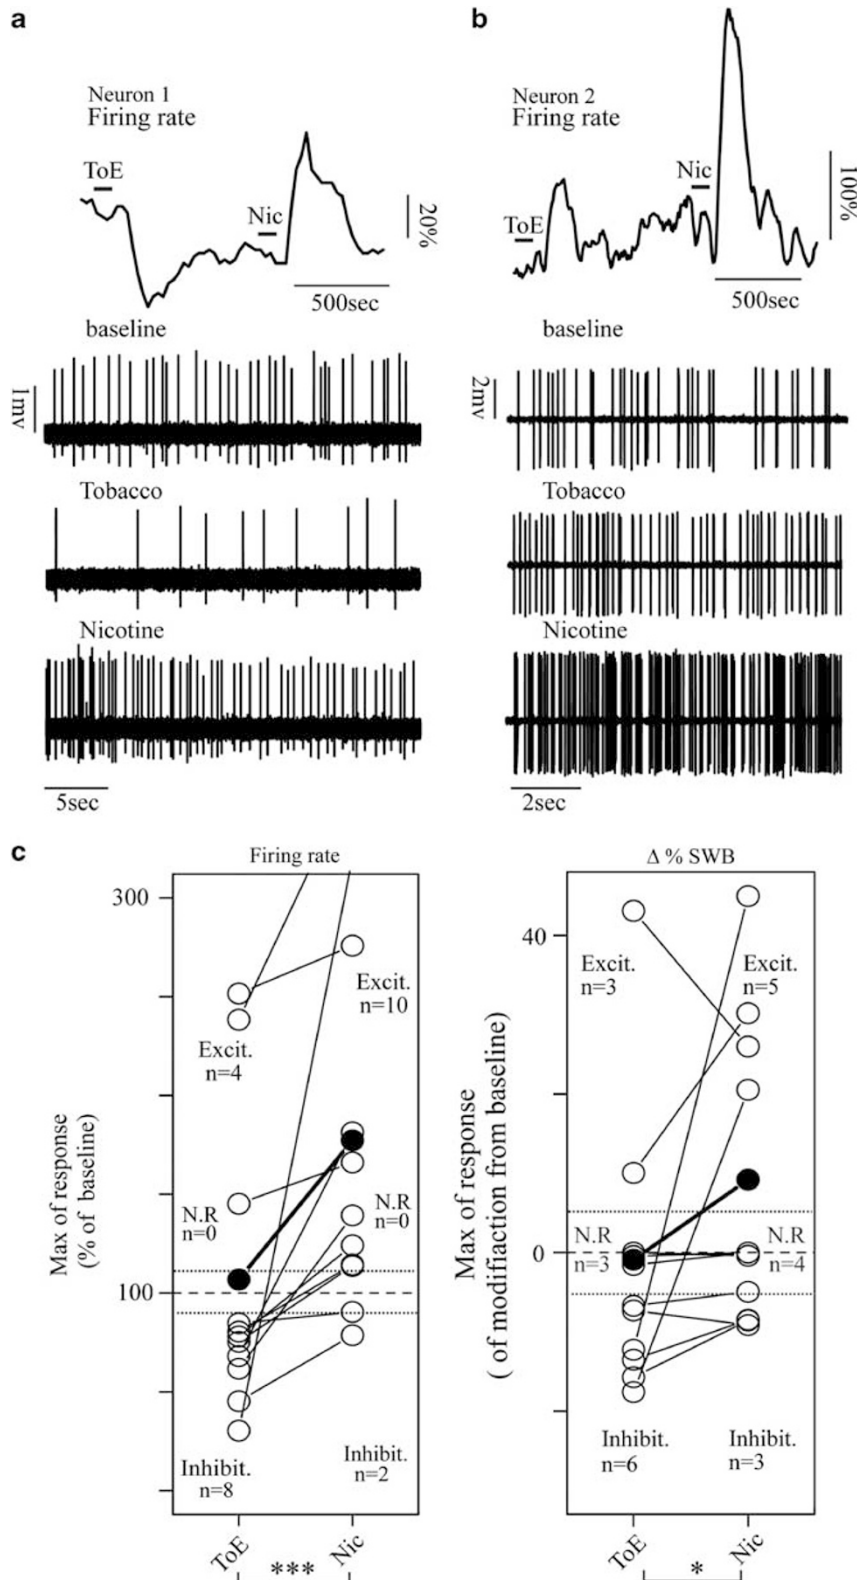 a
b
Neuron 1
Firing rate
ToE
Nic
20%
500sec
Neuron 2
Firing rate
ToE
Nic
100%
500sec
baseline
1mv
Tobacco
Nicotine
5sec
baseline
2mv
Tobacco
Nicotine
2sec
c
Firing rate
Max of response
(% of baseline)
300
100
Excit.
n=10
Excit.
n=4
N.R
n=0
N.R
n=0
Inhibit.
n=8
Inhibit.
n=2
ToE
Nic
***
Δ % SWB
Max of response
( of modifiaction from baseline)
40
0
Excit.
n=3
Excit.
n=5
N.R
n=3
N.R
n=4
Inhibit.
n=6
Inhibit.
n=3
ToE
Nic
*